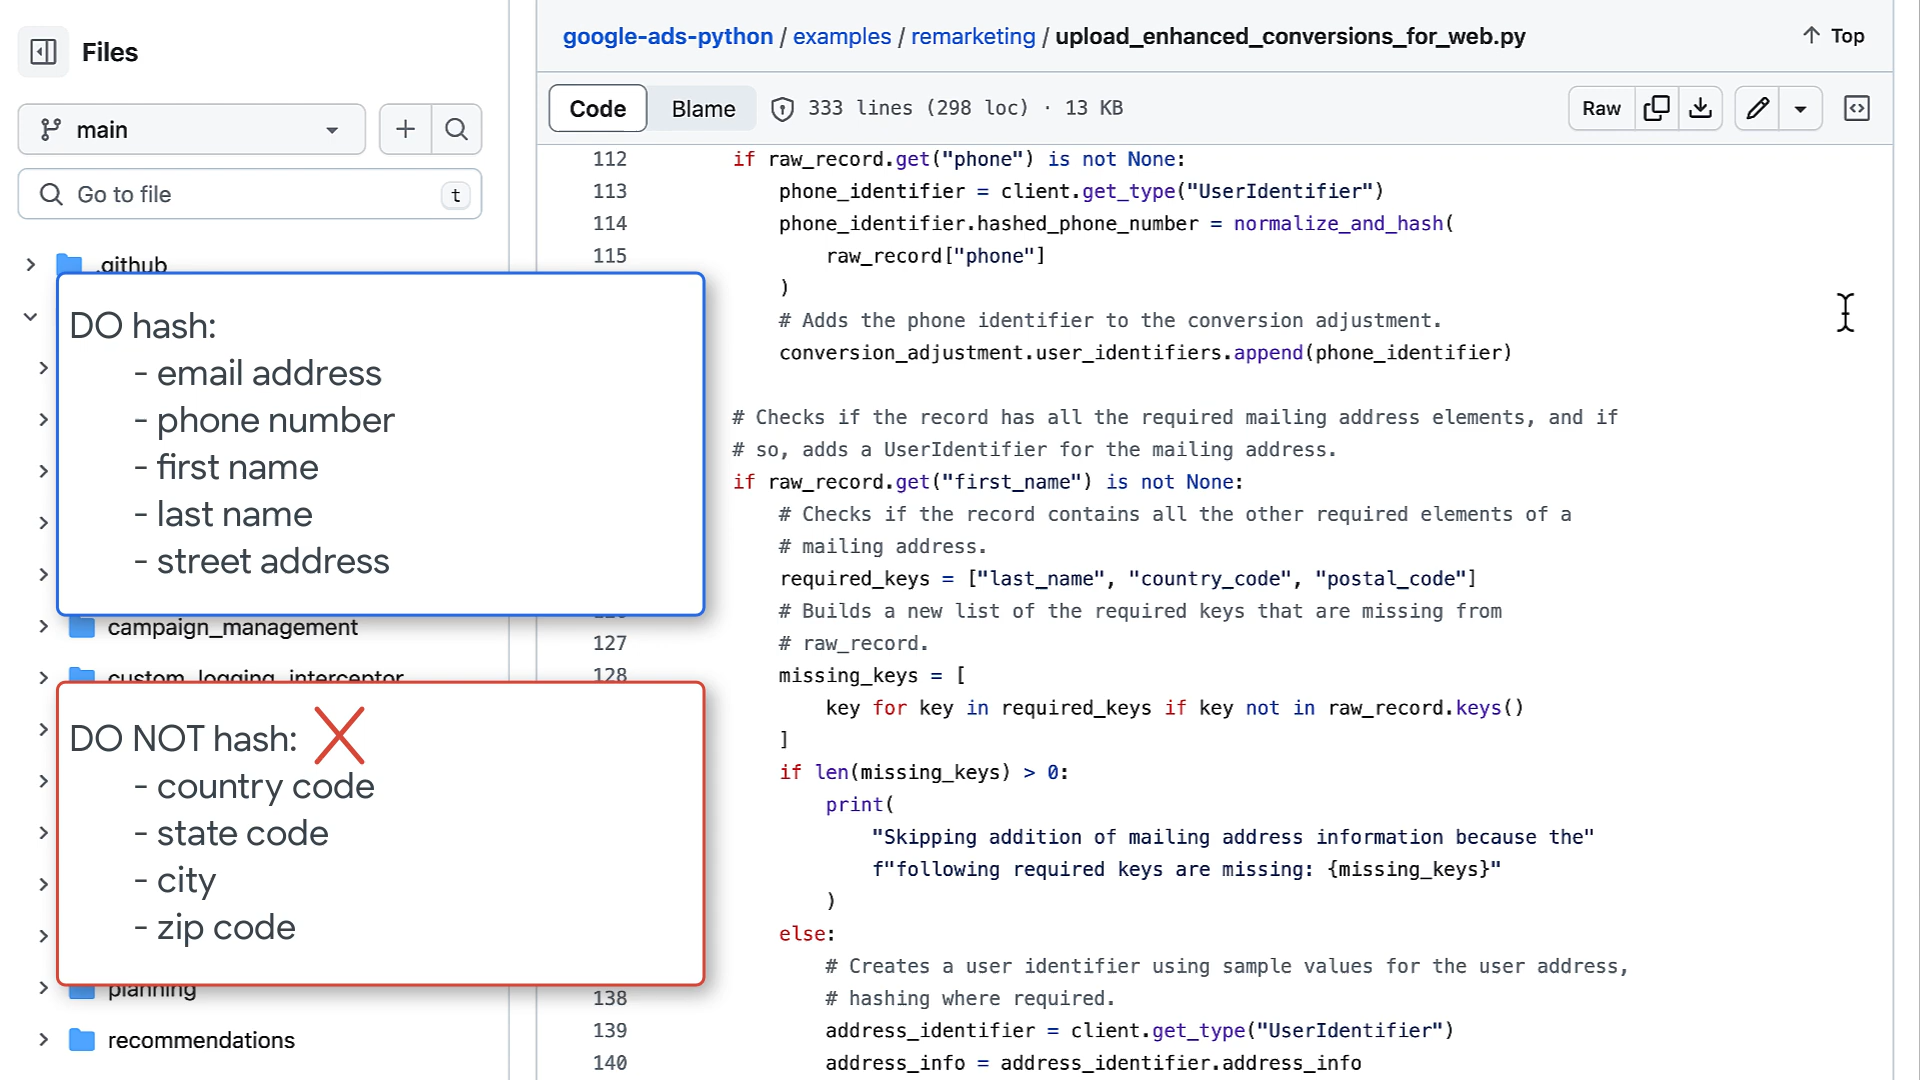 Files
main
Go to file
t
.github
DO hash:
- email address
- phone number
- first name
- last name
- street address
campaign_management
custom_logging_interceptor
DO NOT hash:
- country code
- state code
- city
- zip code
planning
recommendations
google-ads-python / examples / remarketing / upload_enhanced_conversions_for_web.py
Top
Code Blame 333 lines (298 loc) · 13 KB Raw
112 if raw_record.get("phone") is not None:
113 phone_identifier = client.get_type("UserIdentifier")
114 phone_identifier.hashed_phone_number = normalize_and_hash(
115 raw_record["phone"]
)
# Adds the phone identifier to the conversion adjustment.
conversion_adjustment.user_identifiers.append(phone_identifier)
# Checks if the record has all the required mailing address elements, and if
# so, adds a UserIdentifier for the mailing address.
if raw_record.get("first_name") is not None:
# Checks if the record contains all the other required elements of a
# mailing address.
required_keys = ["last_name", "country_code", "postal_code"]
# Builds a new list of the required keys that are missing from
127 # raw_record.
128 missing_keys = [
key for key in required_keys if key not in raw_record.keys()
]
if len(missing_keys) > 0:
print(
"Skipping addition of mailing address information because the"
f"following required keys are missing: {missing_keys}"
)
else:
# Creates a user identifier using sample values for the user address,
138 # hashing where required.
139 address_identifier = client.get_type("UserIdentifier")
140 address_info = address_identifier.address_info